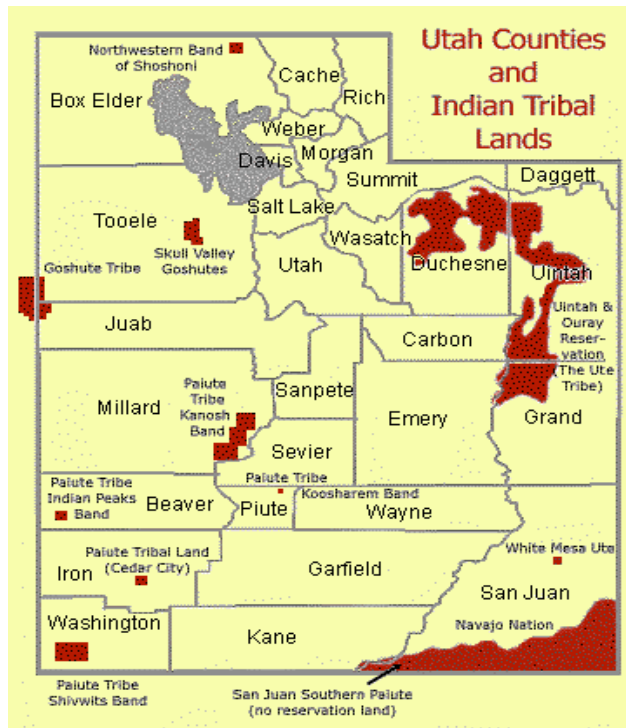 Utah Counties
and
Indian Tribal
Lands
Northwestern Band
of Shoshoni
Cache
Rich
Box Elder
Weber
Morgan
Davis
Summit
Daggett
Salt Lake
Tooele
Skull Valley
Goshutes
Goshute Tribe
Wasatch
Utah
Duchesne
Uintah
Uintah &
Ouray
Reser-
vation
(The Ute
Tribe)
Juab
Carbon
Sanpete
Millard
Paiute
Tribe
Kanosh
Band
Emery
Grand
Sevier
Paiute Tribe
Koosharem Band
Paiute Tribe
Indian Peaks
Band
Beaver
Piute
Wayne
Paiute Tribal Land
(Cedar City)
Iron
Garfield
White Mesa Ute
San Juan
Washington
Kane
Navajo Nation
Paiute Tribe
Shivwits Band
San Juan Southern Paiute
(no reservation land)